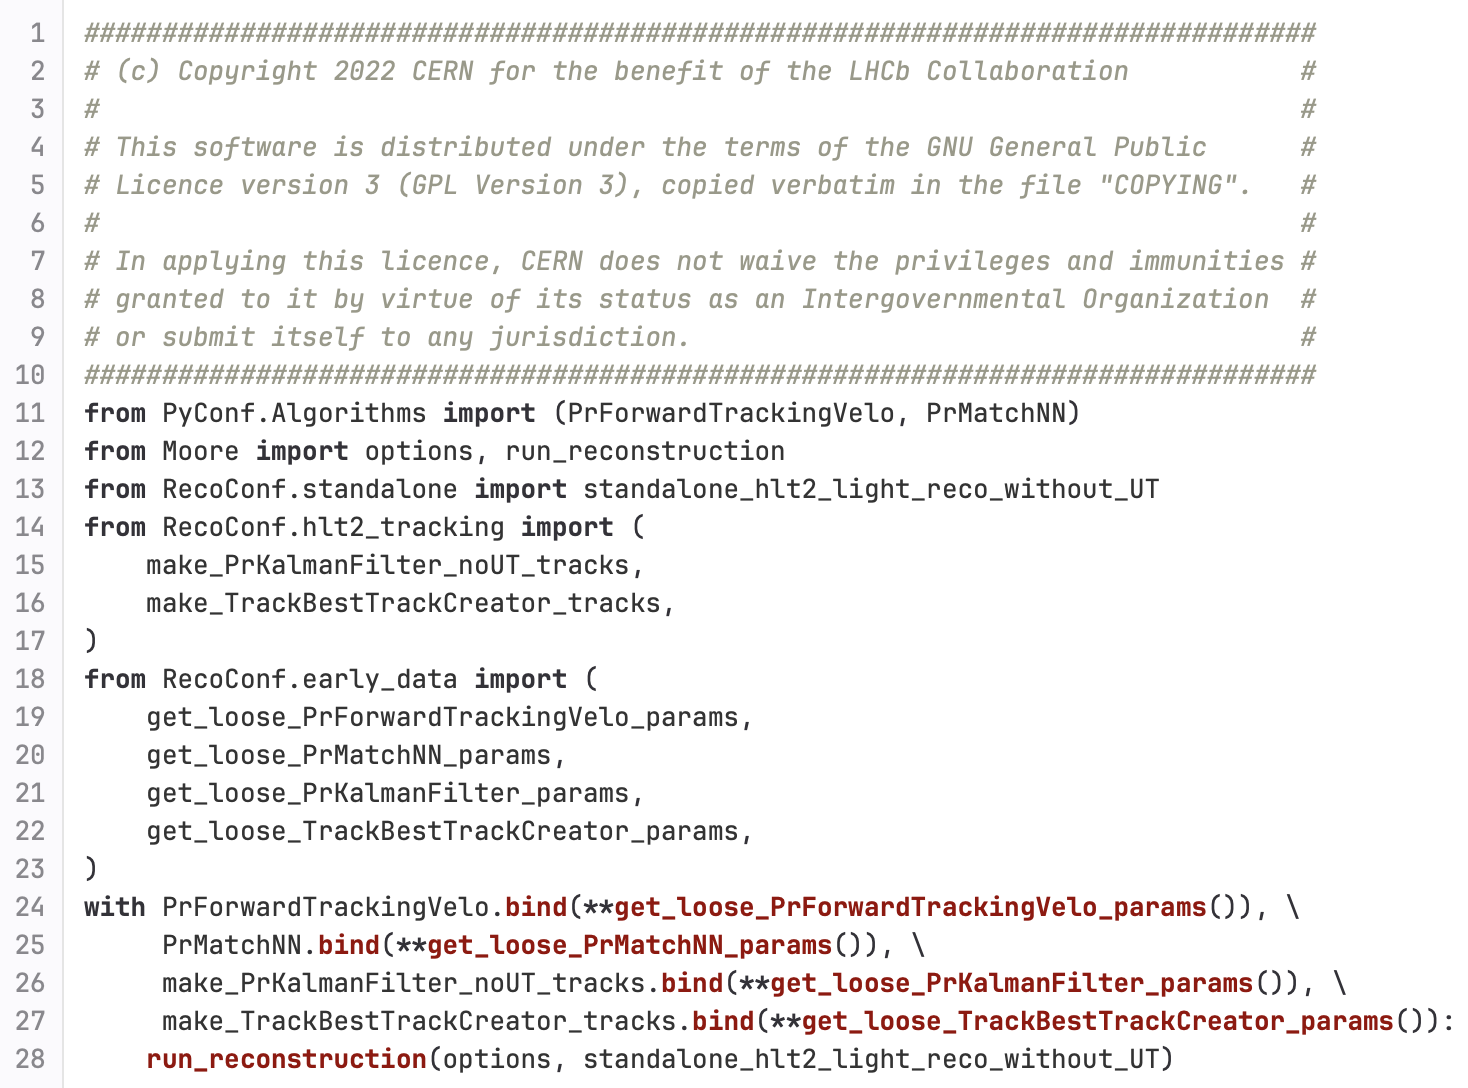 1 ###############################################################################
2 # (c) Copyright 2022 CERN for the benefit of the LHCb Collaboration           #
3 #                                                                             #
4 # This software is distributed under the terms of the GNU General Public      #
5 # Licence version 3 (GPL Version 3), copied verbatim in the file "COPYING".   #
6 #                                                                             #
7 # In applying this licence, CERN does not waive the privileges and immunities #
8 # granted to it by virtue of its status as an Intergovernmental Organization  #
9 # or submit itself to any jurisdiction.                                       #
10 ###############################################################################
11 from PyConf.Algorithms import (PrForwardTrackingVelo, PrMatchNN)
12 from Moore import options, run_reconstruction
13 from RecoConf.standalone import standalone_hlt2_light_reco_without_UT
14 from RecoConf.hlt2_tracking import (
15     make_PrKalmanFilter_noUT_tracks,
16     make_TrackBestTrackCreator_tracks,
17 )
18 from RecoConf.early_data import (
19     get_loose_PrForwardTrackingVelo_params,
20     get_loose_PrMatchNN_params,
21     get_loose_PrKalmanFilter_params,
22     get_loose_TrackBestTrackCreator_params,
23 )
24 with PrForwardTrackingVelo.bind(**get_loose_PrForwardTrackingVelo_params()), \
25      PrMatchNN.bind(**get_loose_PrMatchNN_params()), \
26      make_PrKalmanFilter_noUT_tracks.bind(**get_loose_PrKalmanFilter_params()), \
27      make_TrackBestTrackCreator_tracks.bind(**get_loose_TrackBestTrackCreator_params()):
28     run_reconstruction(options, standalone_hlt2_light_reco_without_UT)